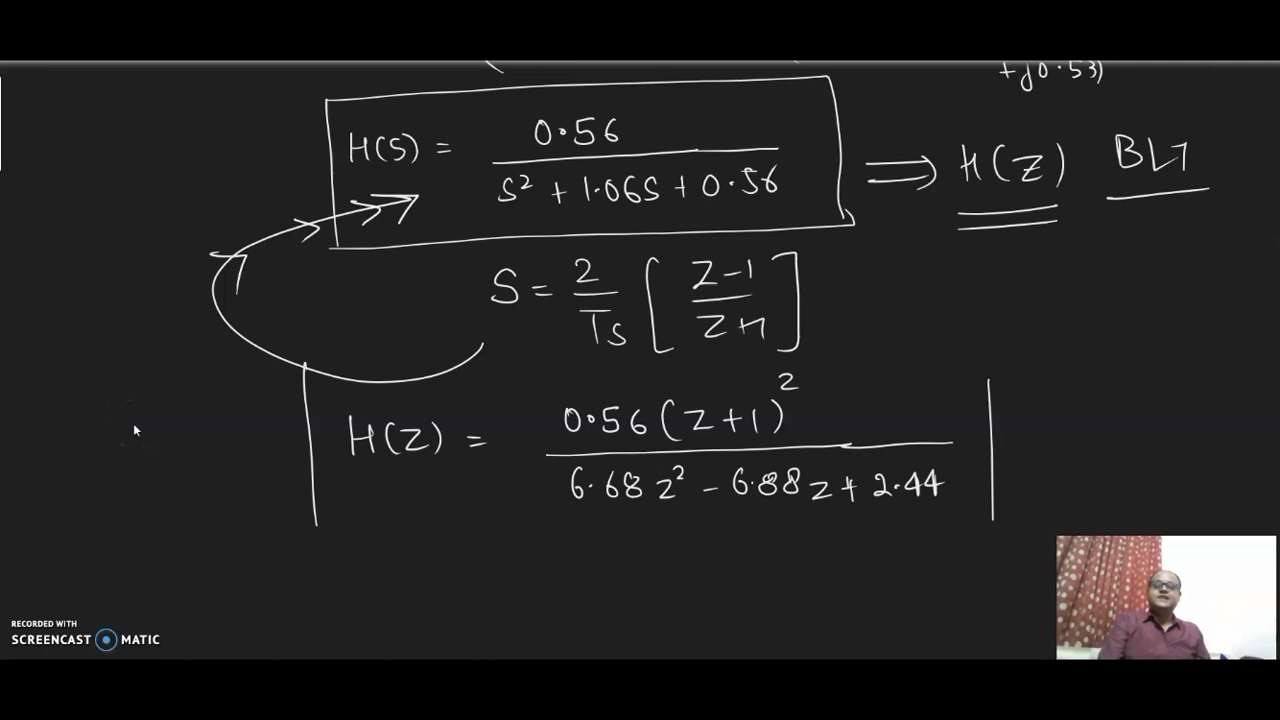 +j0.53)
H(S) = 0.56 / S² + 1.06S + 0.56 ⟹ H(Z) BLT
S = 2/Ts [ Z-1 / Z+1 ]
H(Z) = 0.56(Z+1)² / 6.68z² - 6.88z + 2.44
RECORDED WITH
SCREENCAST MATIC